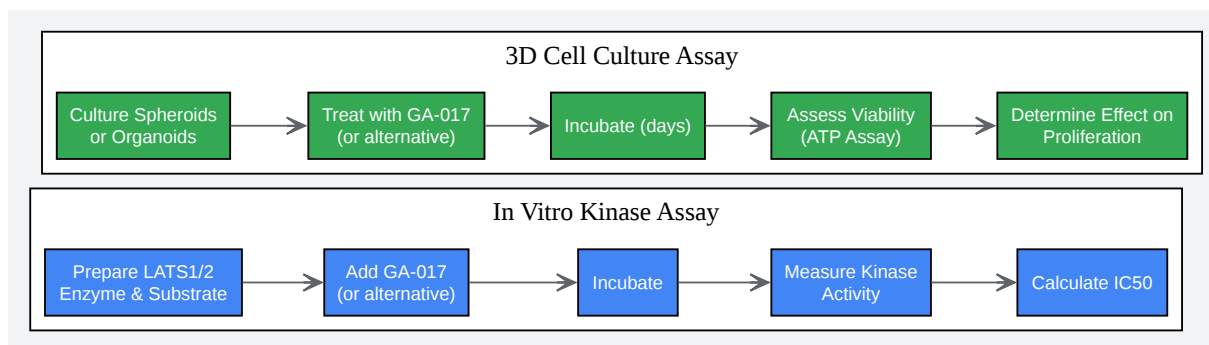 3D Cell Culture Assay
Culture Spheroids
or Organoids
Treat with GA-017
(or alternative)
Incubate (days)
Assess Viability
(ATP Assay)
Determine Effect on
Proliferation
In Vitro Kinase Assay
Prepare LATS1/2
Enzyme & Substrate
Add GA-017
(or alternative)
Incubate
Measure Kinase
Activity
Calculate IC50